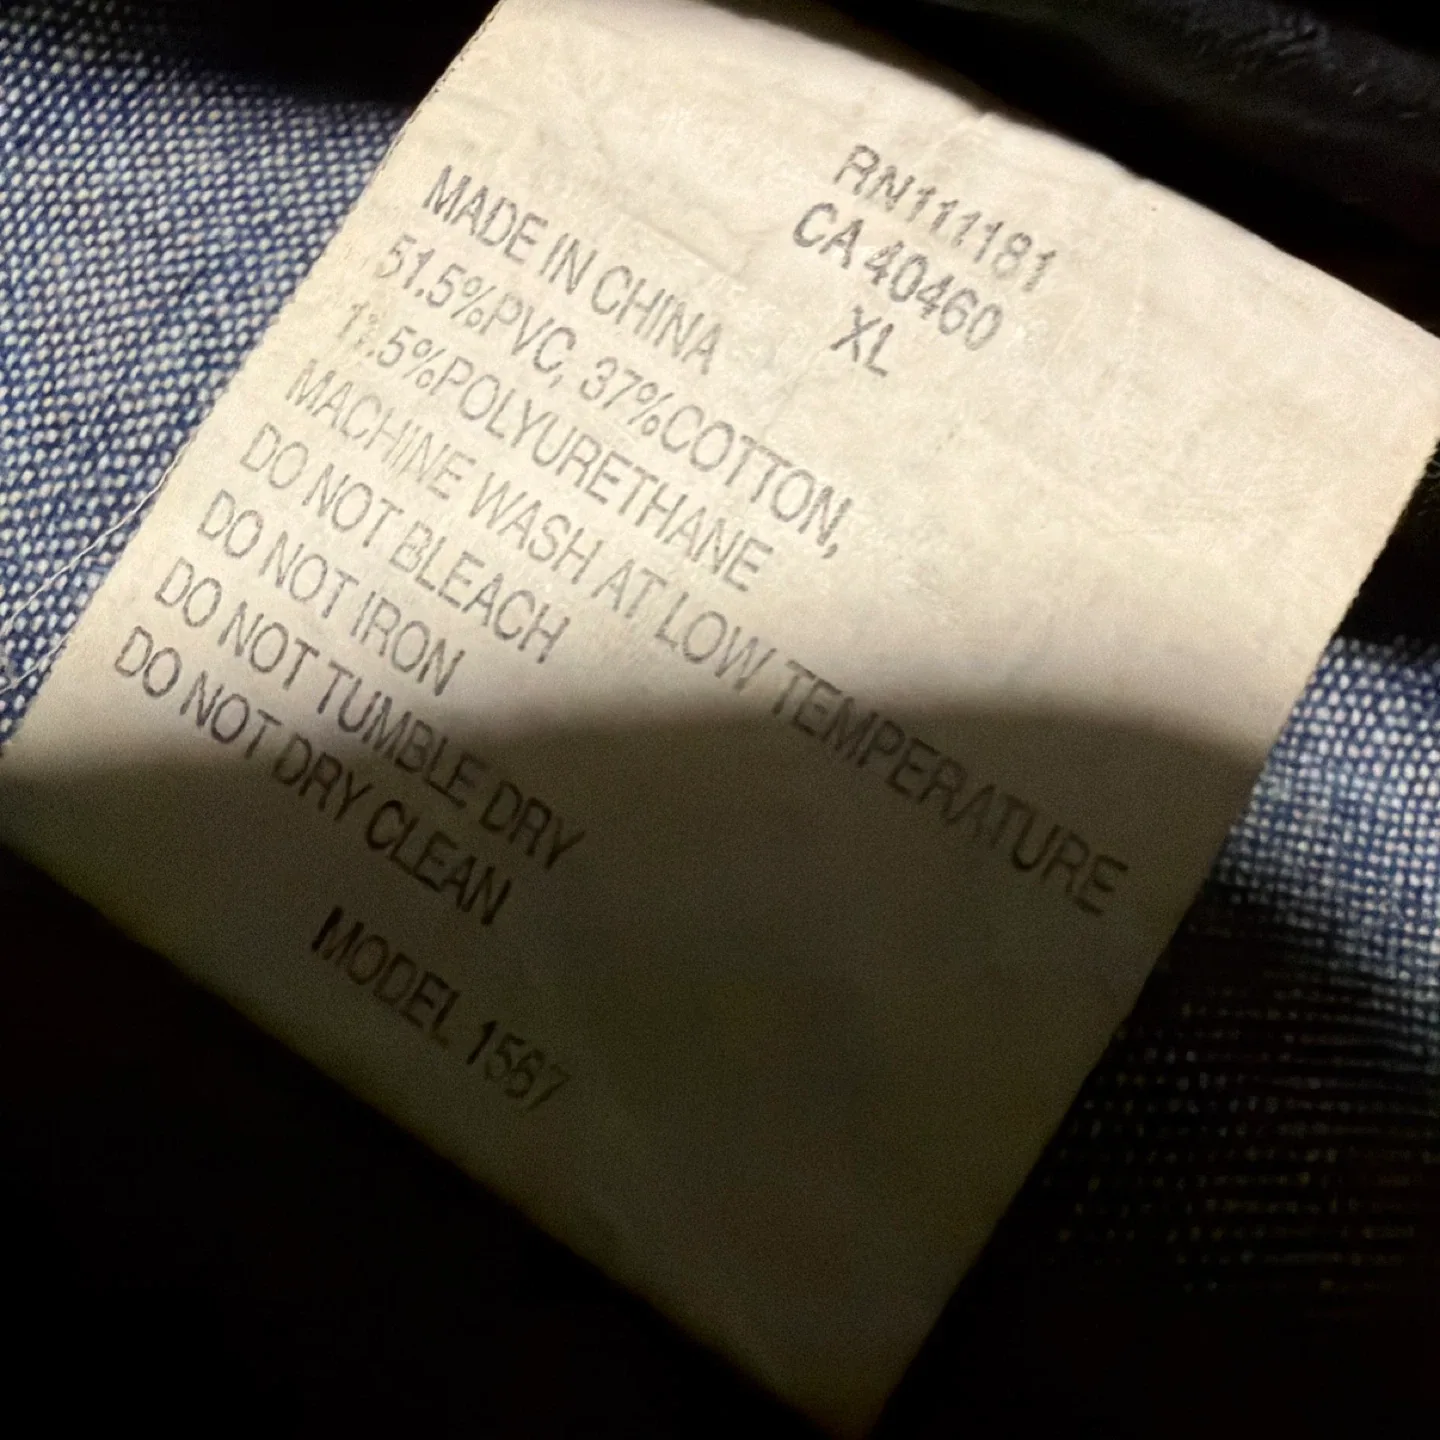 RN111181
CA 40460
XL
MADE IN CHINA
51.5%PVC, 37%COTTON,
11.5%POLYURETHANE
MACHINE WASH AT LOW TEMPERATURE
DO NOT BLEACH
DO NOT IRON
DO NOT TUMBLE DRY
DO NOT DRY CLEAN
MODEL 1567